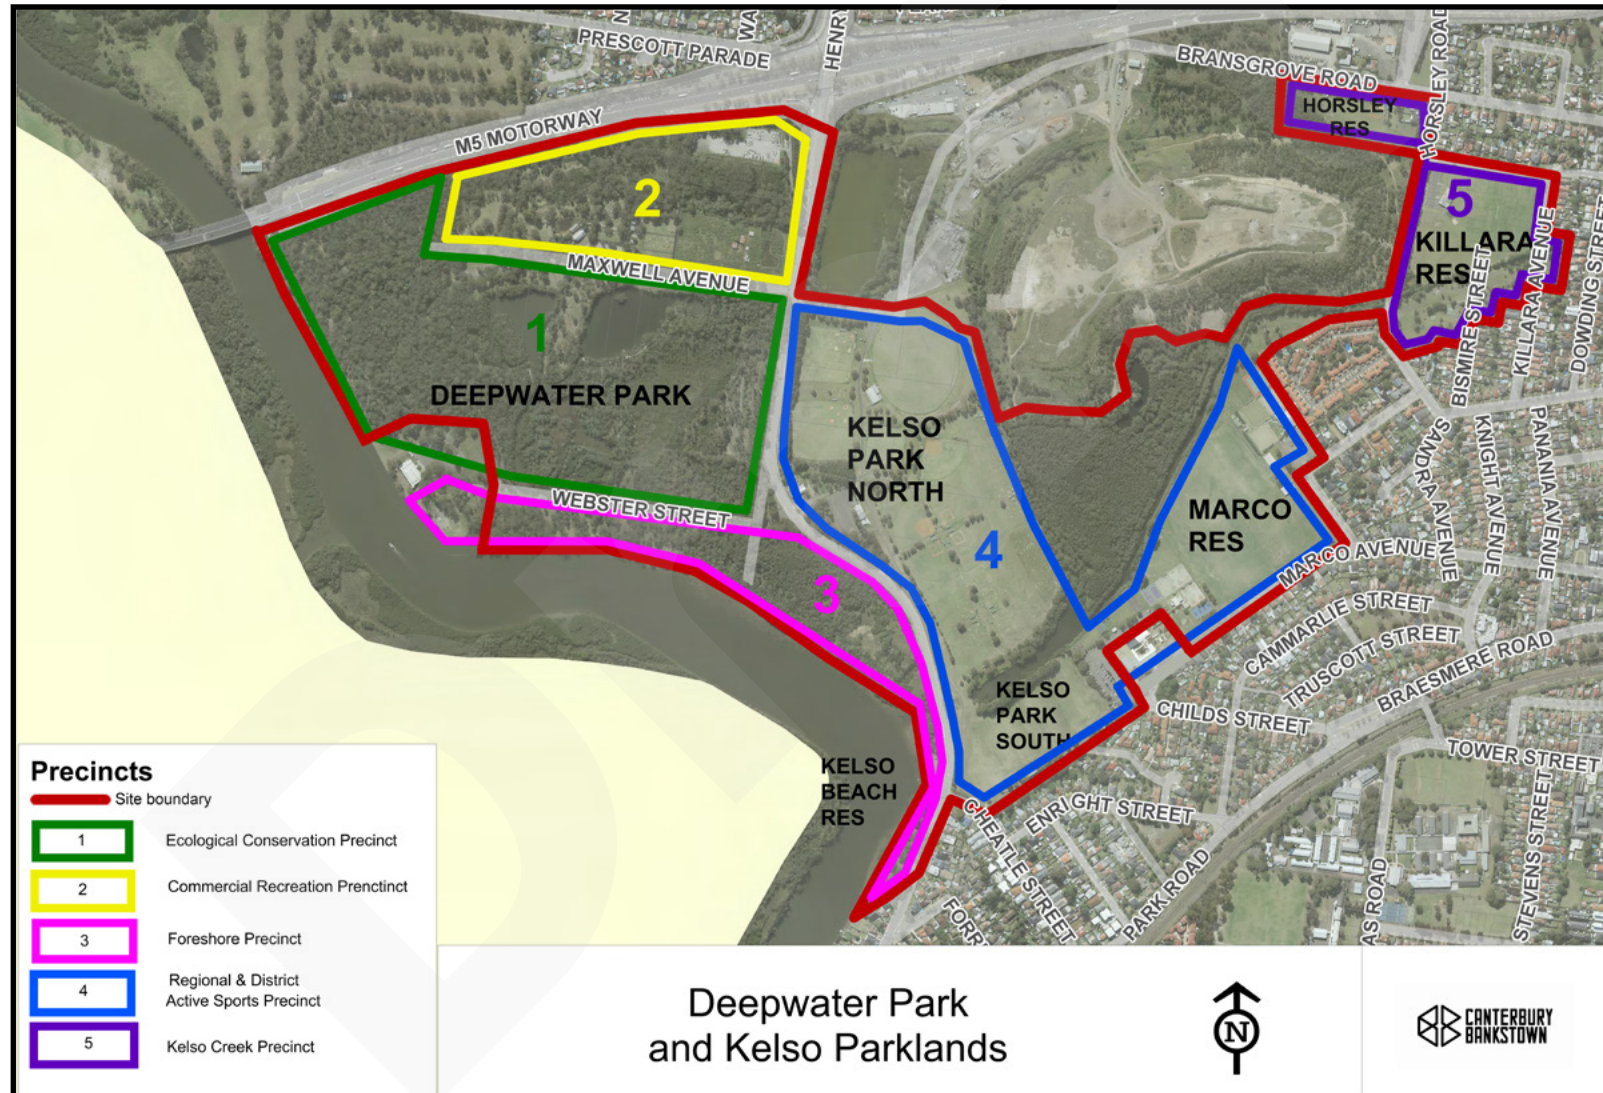 PRESCOTT PARADE
WA
HENRY
M5 MOTORWAY
BRANSGROVE ROAD
HORSLEY ROAD
HORSLEY
RES
2
5
KILLARA
RES
MAXWELL AVENUE
1
DEEPWATER PARK
BISMIRE STREET
KILLARA AVENUE
DOWDING STREET
KELSO
PARK
NORTH
SANDRA AVENUE
KNIGHT AVENUE
PANANIA AVENUE
WEBSTER STREET
MARCO
RES
4
MARCO AVENUE
3
CAMMARLIE STREET
TRUSCOTT STREET
BRAESMERE ROAD
KELSO
PARK
SOUTH
CHILDS STREET
TOWER STREET
KELSO
BEACH
RES
CHEATLE STREET
ENRIGHT STREET
PARK ROAD
FORR
AS ROAD
STEVENS STREET
Precincts
Site boundary
1 Ecological Conservation Precinct
2 Commercial Recreation Prenctinct
3 Foreshore Precinct
4 Regional & District
Active Sports Precinct
5 Kelso Creek Precinct
Deepwater Park
and Kelso Parklands
N
CANTERBURY
BANKSTOWN